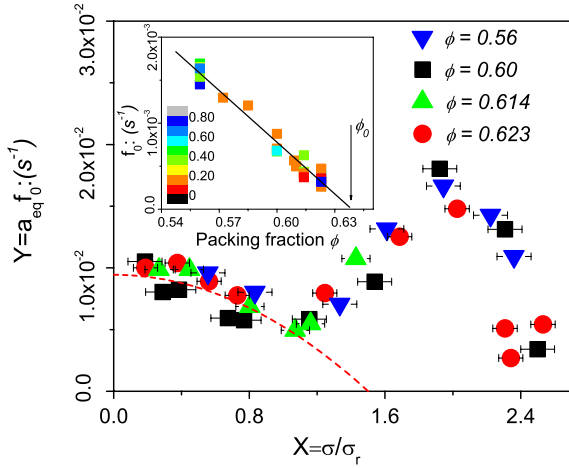 3.0x10⁻²
2.0x10⁻²
1.0x10⁻²
0.0
Y=a_eq f₀:(s⁻¹)
0.0
0.8
1.6
2.4
X=σ/σ_r
ϕ = 0.56
ϕ = 0.60
ϕ = 0.614
ϕ = 0.623
2.0x10⁻³
1.0x10⁻³
0.0
f₀:(s⁻¹)
0.80
0.60
0.40
0.20
0
ϕ₀
0.54
0.57
0.60
0.63
Packing fraction ϕ